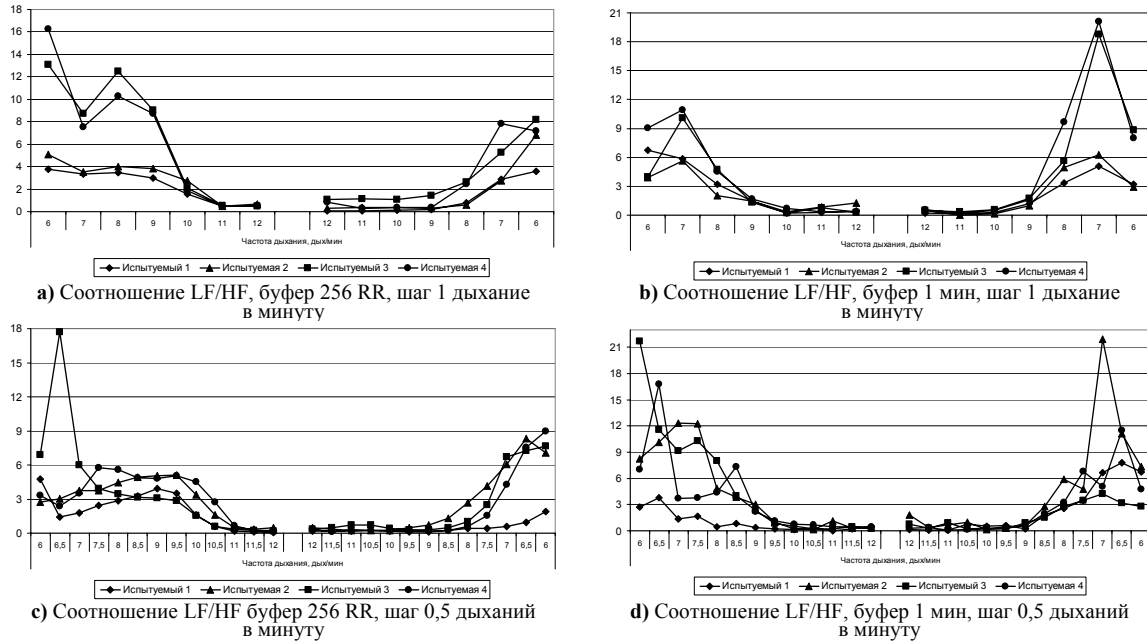 18
16
14
12
10
8
6
4
2
0
6 7 8 9 10 11 12 12 11 10 9 8 7 6
Частота дыхания, дых/мин
Испытуемый 1 Испытуемая 2 Испытуемый 3 Испытуемая 4
a) Соотношение LF/HF, буфер 256 RR, шаг 1 дыхание
в минуту
21
18
15
12
9
6
3
0
6 7 8 9 10 11 12 12 11 10 9 8 7 6
Частота дыхания, дых/мин
Испытуемый 1 Испытуемая 2 Испытуемый 3 Испытуемая 4
b) Соотношение LF/HF, буфер 1 мин, шаг 1 дыхание
в минуту
18
15
12
9
6
3
0
6 6,5 7 7,5 8 8,5 9 9,5 10 10,5 11 11,5 12 12 11,5 11 11,5 10 9,5 9 8,5 8 7,5 7 6,5 6
Частота дыхания, дых/мин
Испытуемый 1 Испытуемая 2 Испытуемый 3 Испытуемая 4
c) Соотношение LF/HF буфер 256 RR, шаг 0,5 дыханий
в минуту
21
18
15
12
9
6
3
0
6 6,5 7 7,5 8 8,5 9 9,5 10 10,5 11 11,5 12 12 11,5 11 11,5 10 9,5 9 8,5 8 7,5 7 6,5 6
Частота дыхания, дых/мин
Испытуемый 1 Испытуемая 2 Испытуемый 3 Испытуемая 4
d) Соотношение LF/HF, буфер 1 мин, шаг 0,5 дыханий
в минуту